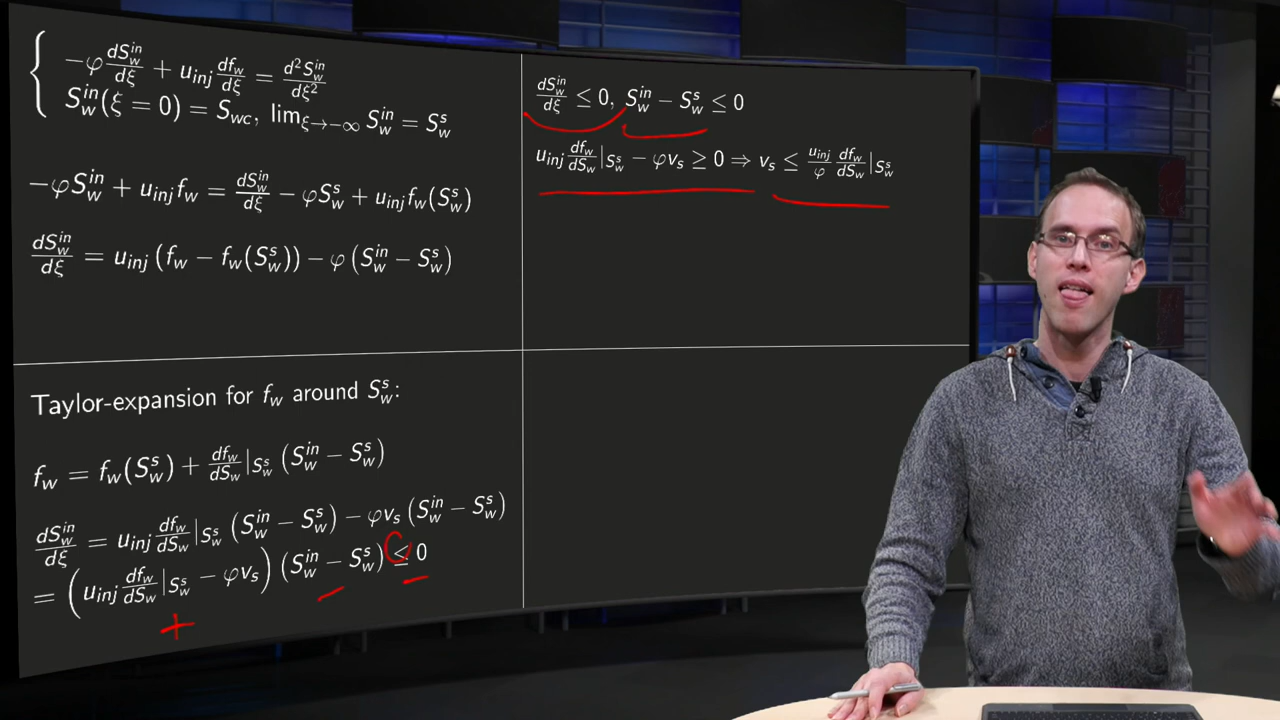 { −φ dS_w^in/dξ + u_inj df_w/dξ = d²S_w^in/dξ²
S_w^in(ξ = 0) = S_wc, lim_{ξ→−∞} S_w^in = S_w^s
−φS_w^in + u_inj f_w = dS_w^in/dξ − φS_w^s + u_inj f_w(S_w^s)
dS_w^in/dξ = u_inj (f_w − f_w(S_w^s)) − φ (S_w^in − S_w^s)
dS_w^in/dξ ≤ 0, S_w^in − S_w^s ≤ 0
u_inj df_w/dS_w|_{S_w^s} − φv_s ≥ 0 ⇒ v_s ≤ u_inj/φ df_w/dS_w|_{S_w^s}
Taylor-expansion for f_w around S_w^s:
f_w = f_w(S_w^s) + df_w/dS_w|_{S_w^s} (S_w^in − S_w^s)
dS_w^in/dξ = u_inj df_w/dS_w|_{S_w^s} (S_w^in − S_w^s) − φv_s (S_w^in − S_w^s)
= (u_inj df_w/dS_w|_{S_w^s} − φv_s) (S_w^in − S_w^s) ≤ 0
+